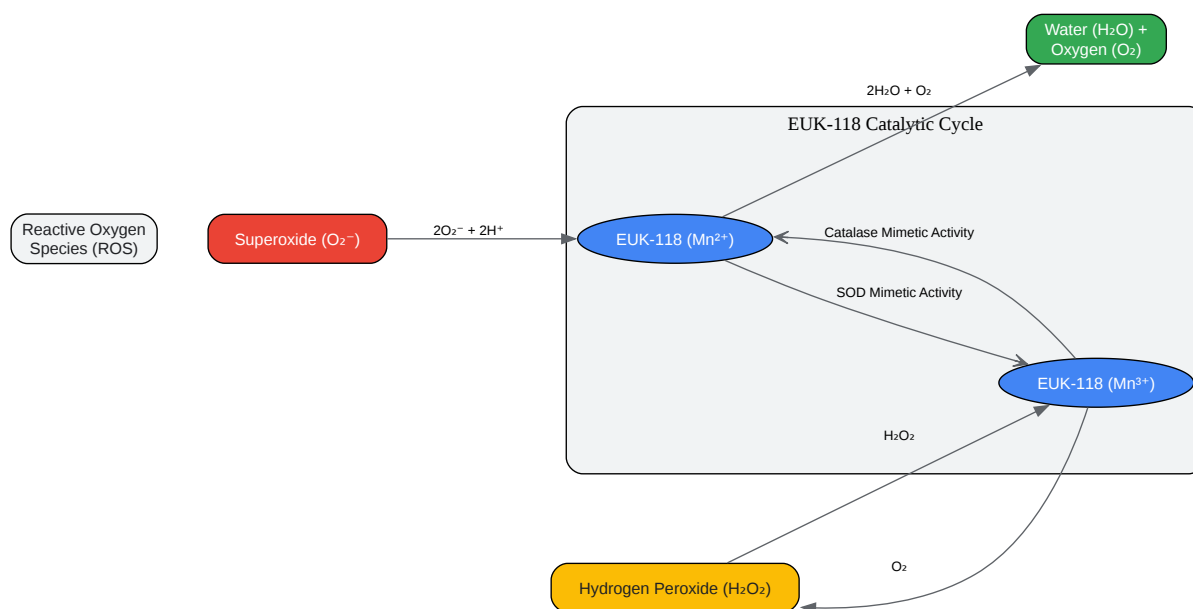 Water (H₂O) +
Oxygen (O₂)
2H₂O + O₂
EUK-118 Catalytic Cycle
Reactive Oxygen
Species (ROS)
Superoxide (O₂⁻)
2O₂⁻ + 2H⁺
EUK-118 (Mn²⁺)
Catalase Mimetic Activity
SOD Mimetic Activity
EUK-118 (Mn³⁺)
H₂O₂
O₂
Hydrogen Peroxide (H₂O₂)